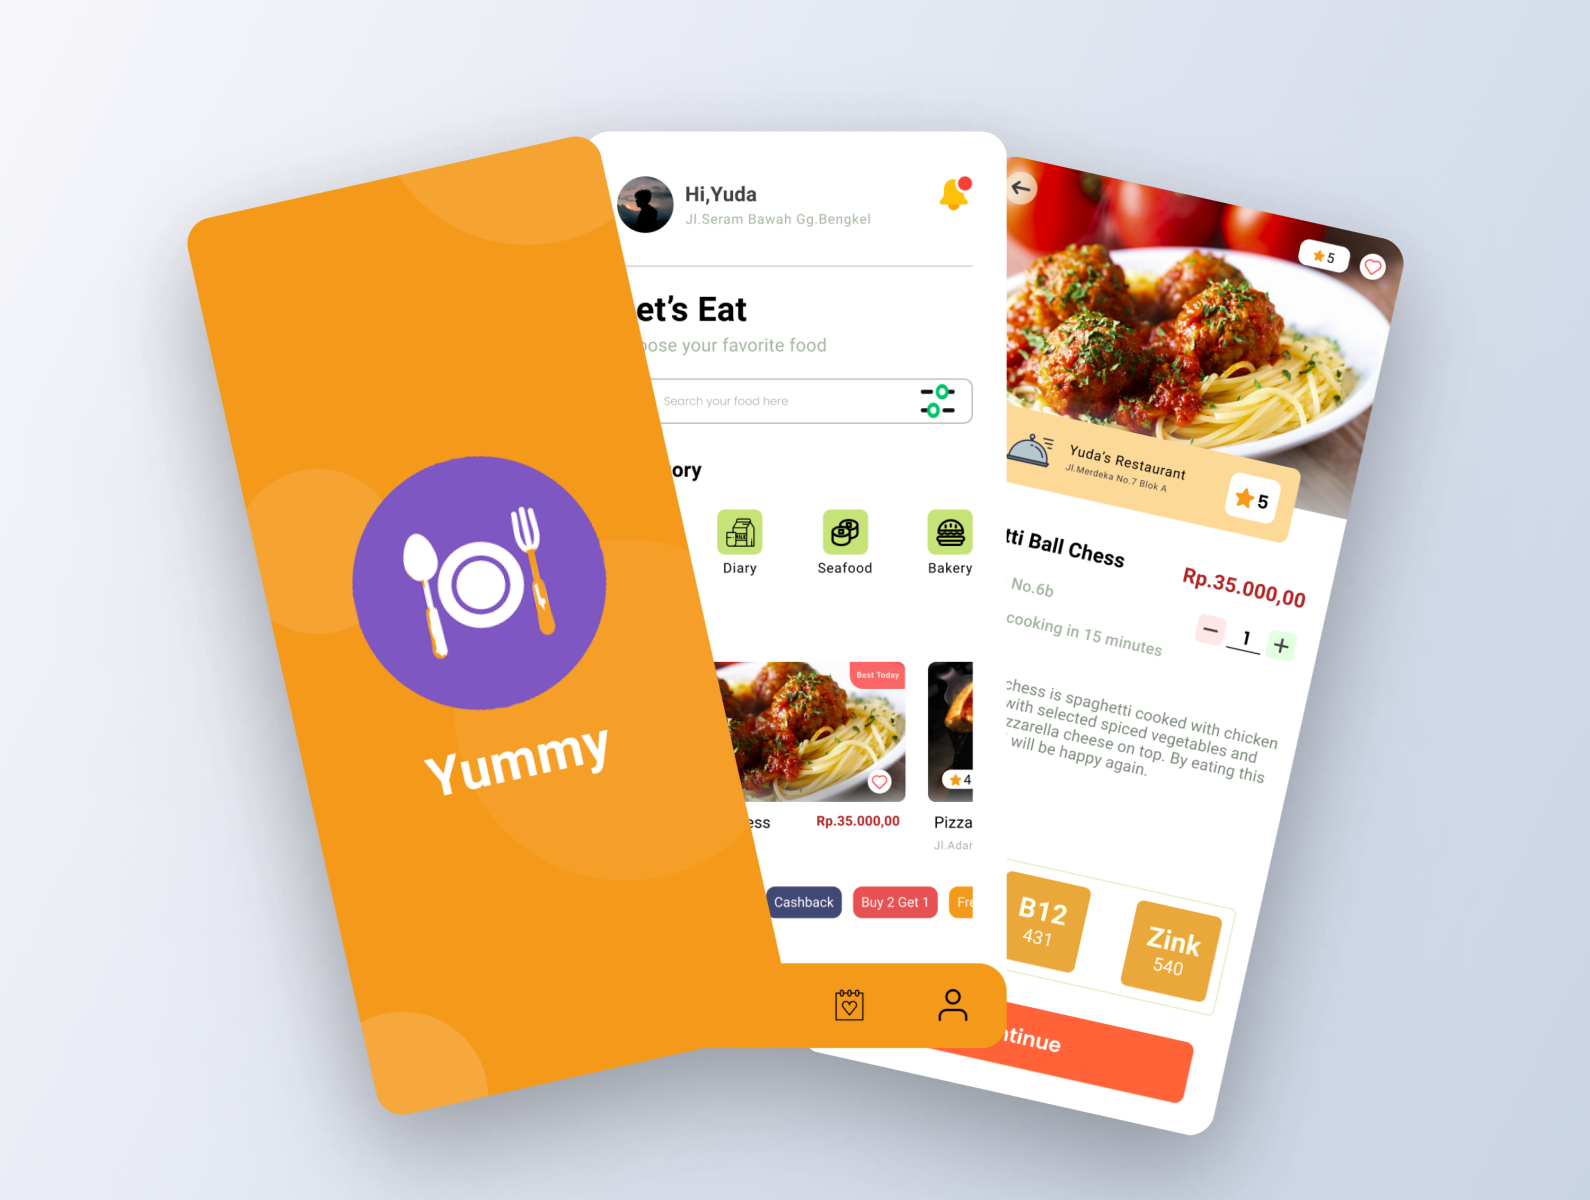 Yummy
Hi,Yuda
Jl.Seram Bawah Gg.Bengkel
et's Eat
ose your favorite food
Search your food here
ory
Diary
Seafood
Bakery
Best Today
4
ess
Rp.35.000,00
Pizza
Jl.Adar
Cashback
Buy 2 Get 1
Fre
5
Yuda's Restaurant
Jl.Merdeka No.7 Blok A
5
tti Ball Chess
Rp.35.000,00
No.6b
cooking in 15 minutes
1
chess is spaghetti cooked with chicken
with selected spiced vegetables and
zzarella cheese on top. By eating this
will be happy again.
B12
431
Zink
540
ntinue